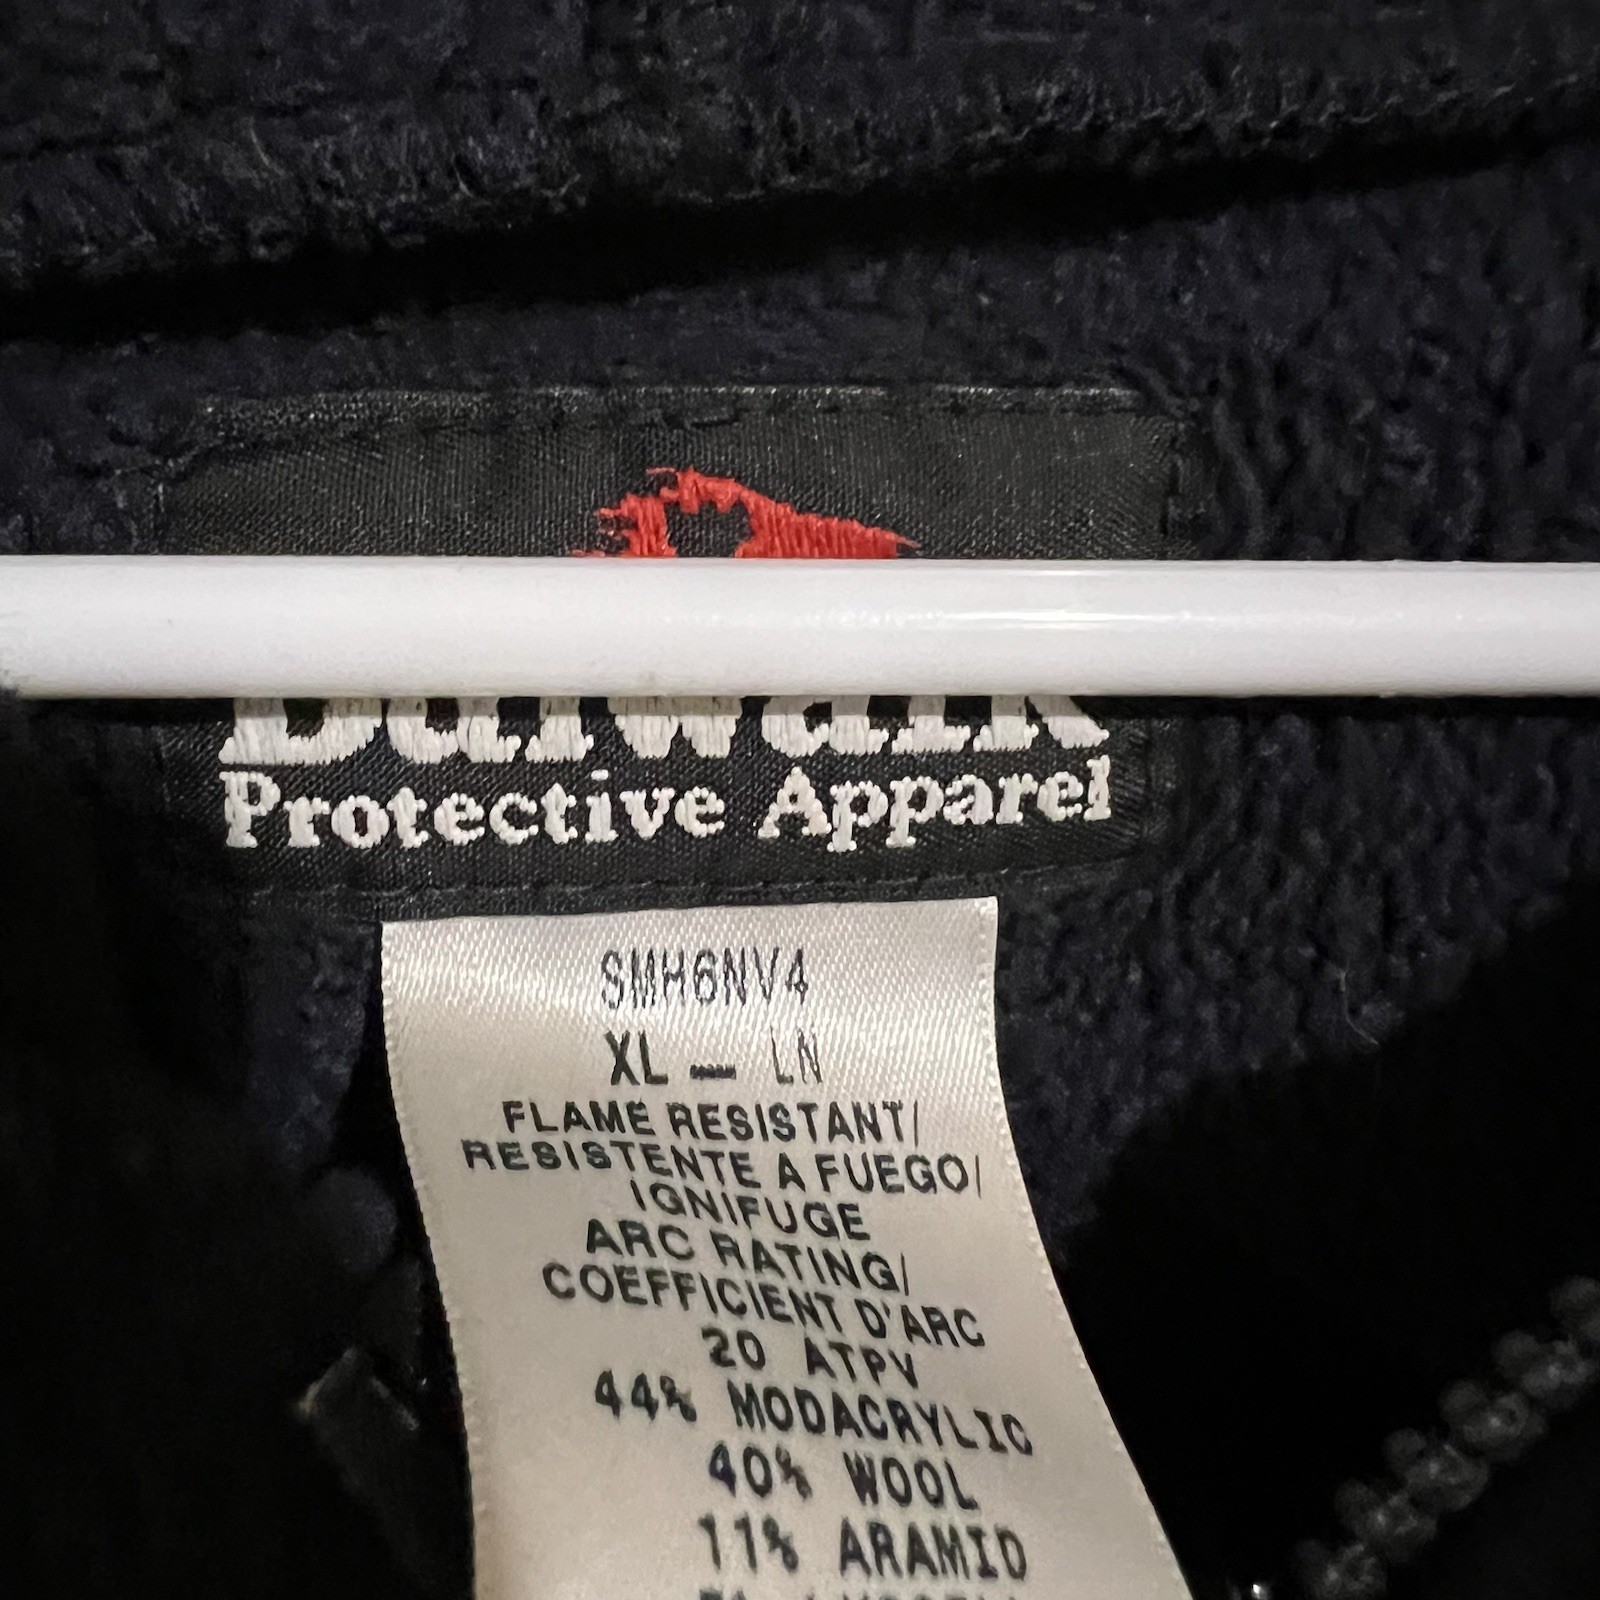 Bulwark
Protective Apparel
SMH6NV4
XL - LN
FLAME RESISTANT/
RESISTENTE A FUEGO/
IGNIFUGE
ARC RATING/
COEFFICIENT D'ARC
20 ATPV
44% MODACRYLIC
40% WOOL
11% ARAMID